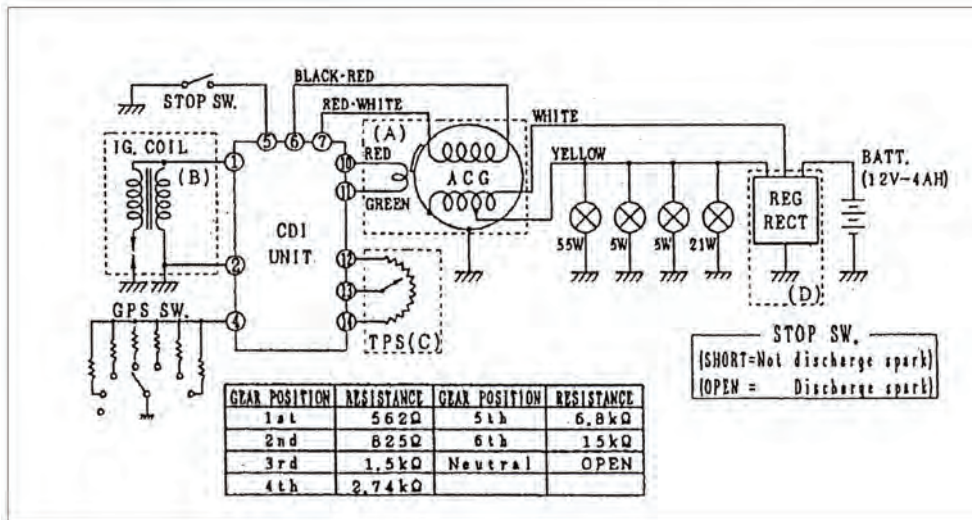 BLACK-RED
STOP SW.
RED-WHITE
WHITE
IG. COIL
5 6 7
(A)
1
(B)
10
RED
11
GREEN
ACG
YELLOW
BATT.
(12V-4AH)
REG
RECT
CDI
UNIT
2
12
13
14
55W
5W
5W
21W
(D)
TPS(C)
GPS SW.
4
STOP SW.
(SHORT=Not discharge spark)
(OPEN = Discharge spark)
GEAR POSITION RESISTANCE GEAR POSITION RESISTANCE
1st 562Ω 5th 6.8kΩ
2nd 825Ω 6th 15kΩ
3rd 1.5kΩ Neutral OPEN
4th 2.74kΩ